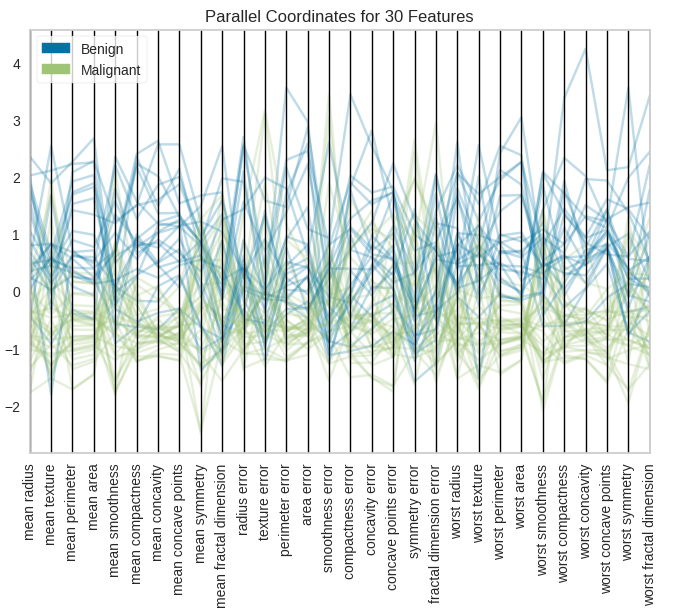 Parallel Coordinates for 30 Features
Benign
Malignant
4
3
2
1
0
−1
−2
mean radius
mean texture
mean perimeter
mean area
mean smoothness
mean compactness
mean concavity
mean concave points
mean symmetry
mean fractal dimension
radius error
texture error
perimeter error
area error
smoothness error
compactness error
concavity error
concave points error
symmetry error
fractal dimension error
worst radius
worst texture
worst perimeter
worst area
worst smoothness
worst compactness
worst concavity
worst concave points
worst symmetry
worst fractal dimension